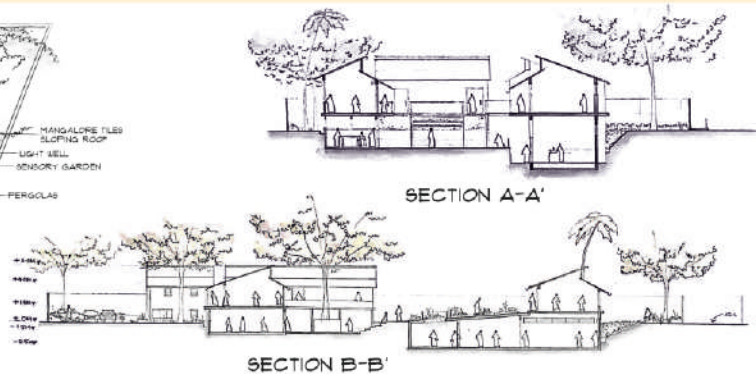 MANGALORE TILES
SLOPING ROOF
LIGHT WELL
SENSORY GARDEN
PERGOLAS
SECTION A-A'
SECTION B-B'